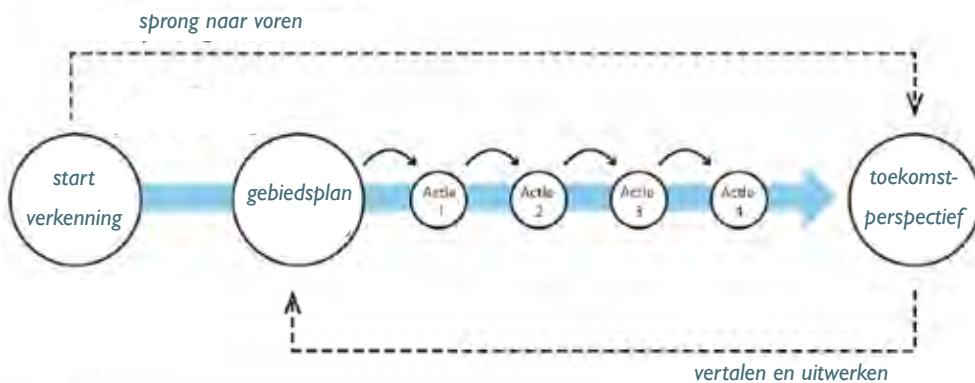 sprong naar voren
start
verkenning
gebiedsplan
Actie
1
Actie
2
Actie
3
Actie
4
toekomst-
perspectief
vertalen en uitwerken